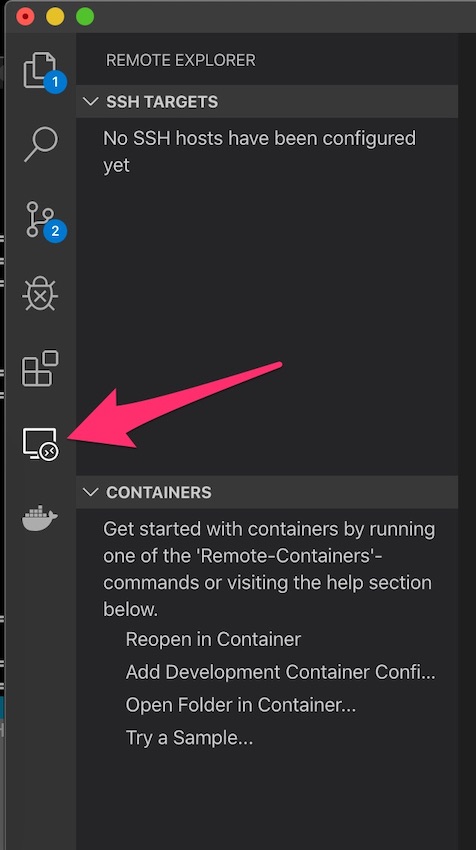 REMOTE EXPLORER
1
SSH TARGETS
No SSH hosts have been configured
yet
2
CONTAINERS
Get started with containers by running
one of the 'Remote-Containers'-
commands or visiting the help section
below.
Reopen in Container
Add Development Container Confi...
Open Folder in Container...
Try a Sample...